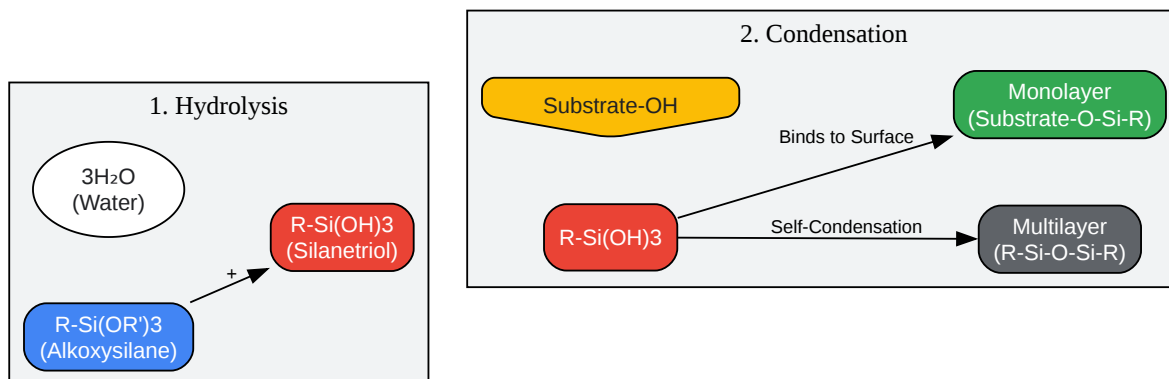 1. Hydrolysis
3H₂O
(Water)
R-Si(OH)3
(Silanetriol)
+
R-Si(OR')3
(Alkoxysilane)
2. Condensation
Substrate-OH
Monolayer
(Substrate-O-Si-R)
Binds to Surface
R-Si(OH)3
Self-Condensation
Multilayer
(R-Si-O-Si-R)